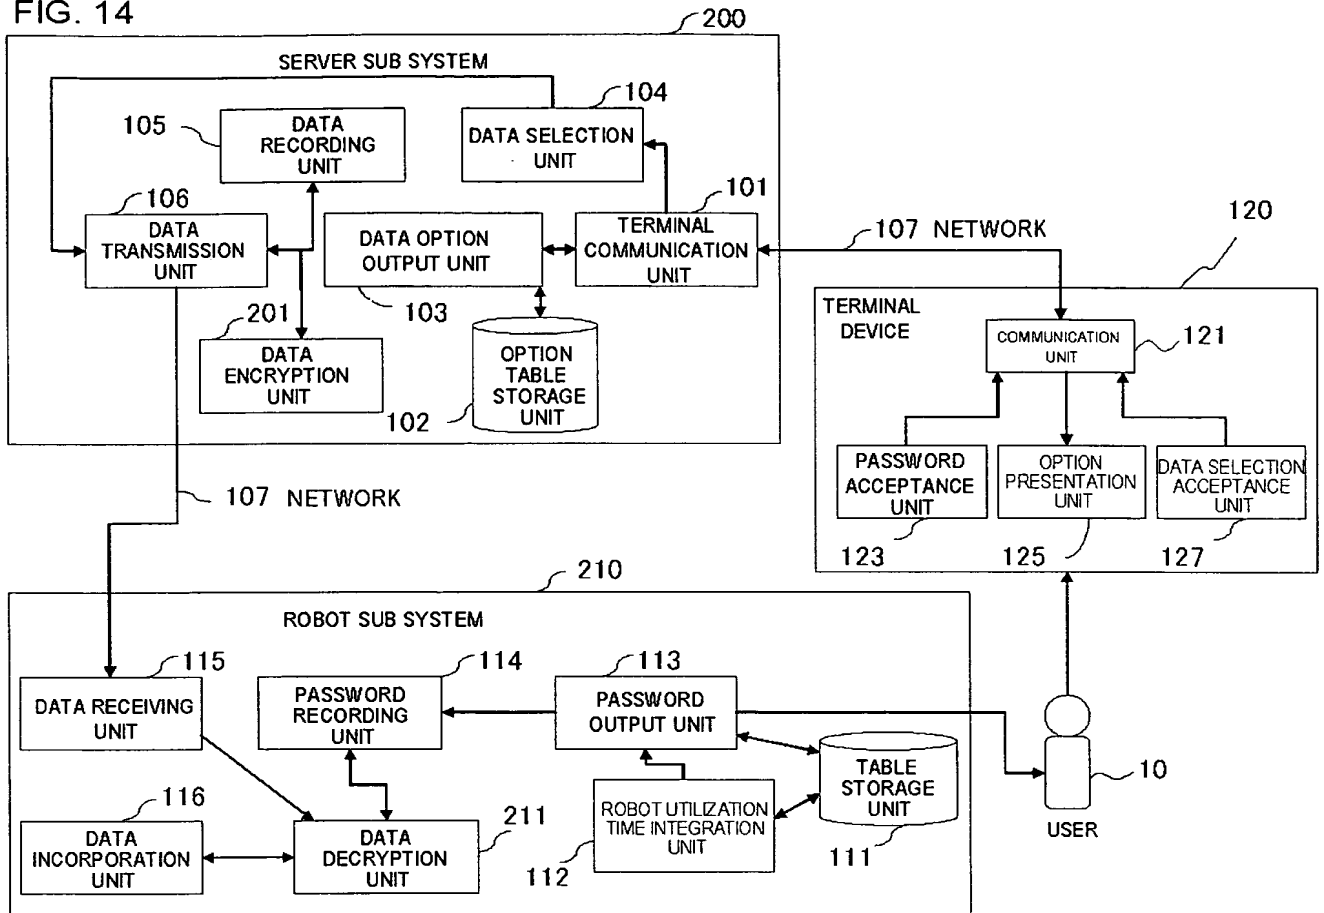 FIG. 14
200
SERVER SUB SYSTEM
104
105
DATA
RECORDING
UNIT
DATA SELECTION
UNIT
106
101
DATA
TRANSMISSION
UNIT
DATA OPTION
OUTPUT UNIT
TERMINAL
COMMUNICATION
UNIT
107 NETWORK
120
103
201
DATA
ENCRYPTION
UNIT
OPTION
TABLE
STORAGE
UNIT
102
TERMINAL
DEVICE
COMMUNICATION
UNIT
121
PASSWORD
ACCEPTANCE
UNIT
OPTION
PRESENTATION
UNIT
DATA SELECTION
ACCEPTANCE
UNIT
123
125
127
107 NETWORK
210
ROBOT SUB SYSTEM
115
114
113
DATA RECEIVING
UNIT
PASSWORD
RECORDING
UNIT
PASSWORD
OUTPUT UNIT
TABLE
STORAGE
UNIT
10
USER
116
211
DATA
INCORPORATION
UNIT
DATA
DECRYPTION
UNIT
ROBOT UTILIZATION
TIME INTEGRATION
UNIT
112
111